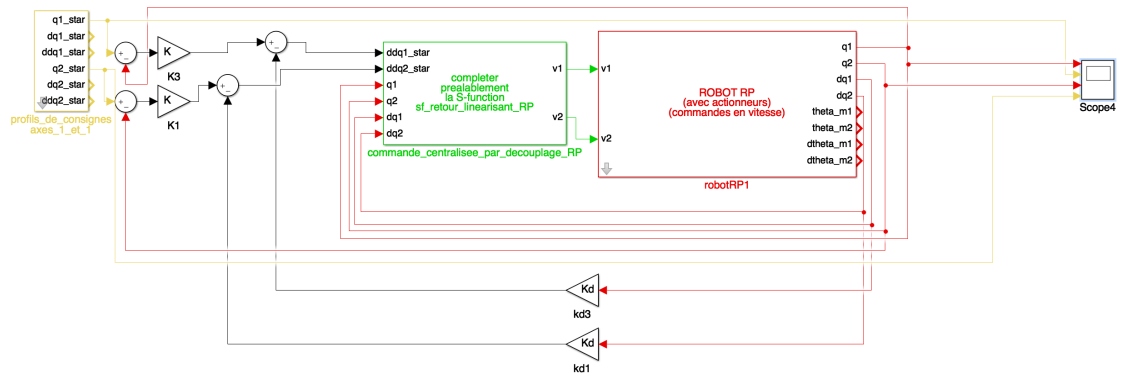 q1_star
dq1_star
ddq1_star
q2_star
dq2_star
ddq2_star
profils_de_consignes
axes_1_et_1
+
-
K
K3
+
-
K
K1
+
-
+
-
ddq1_star
ddq2_star
q1
q2
dq1
dq2
completer
prealablement
la S-function
sf_retour_linearisant_RP
v1
v2
commande_centralisee_par_decouplage_RP
v1
v2
ROBOT RP
(avec actionneurs)
(commandes en vitesse)
q1
q2
dq1
dq2
theta_m1
theta_m2
dtheta_m1
dtheta_m2
robotRP1
Scope4
Kd
kd3
Kd
kd1